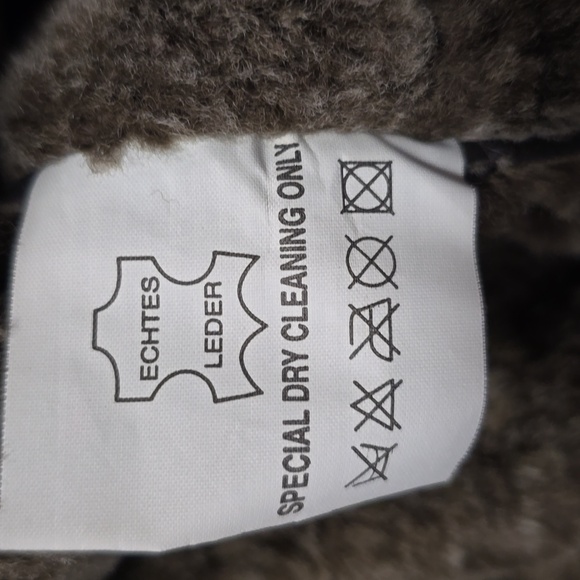 ECHTES
LEDER
SPECIAL DRY CLEANING ONLY